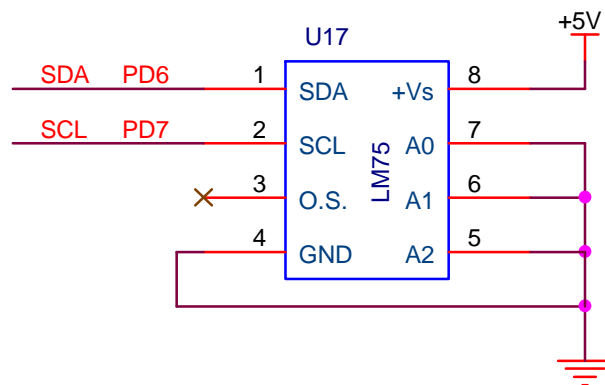 +5V
U17
SDA PD6 1 SDA +Vs 8
SCL PD7 2 SCL A0 7
LM75
3 O.S. A1 6
4 GND A2 5